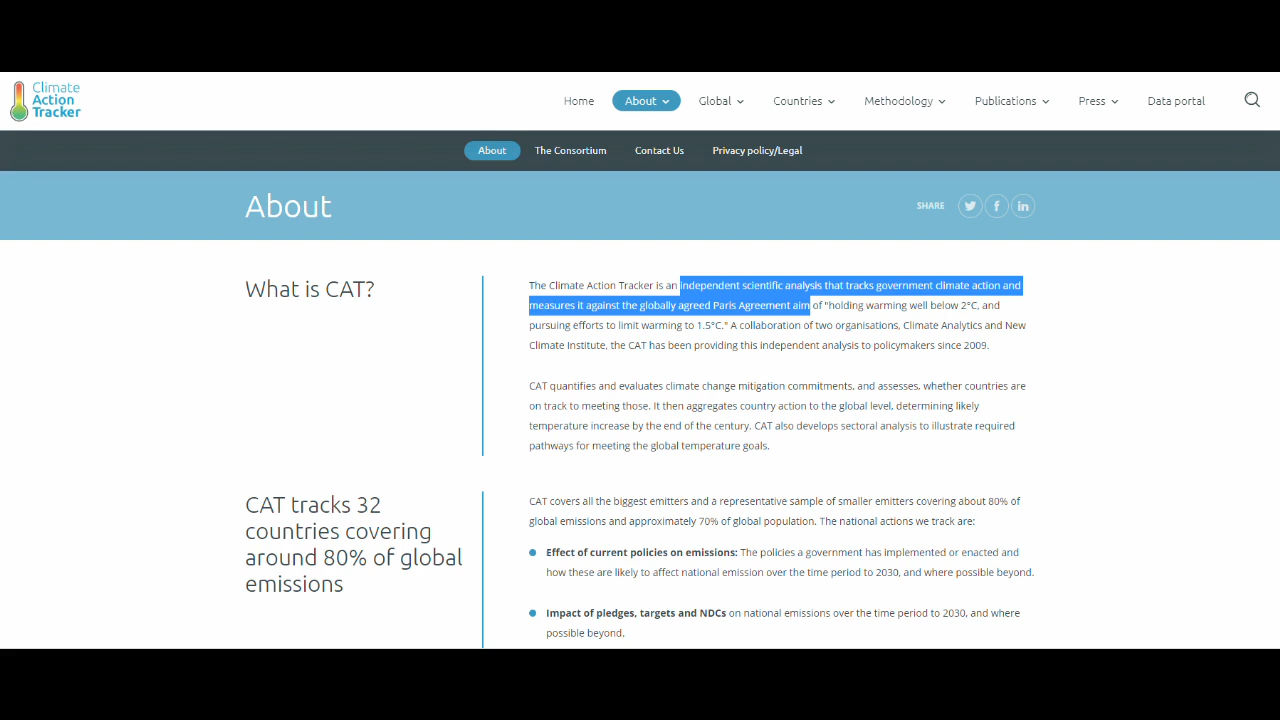 Climate
Action
Tracker
Home About Global Countries Methodology Publications Press Data portal
About The Consortium Contact Us Privacy policy/Legal
About
SHARE
What is CAT?
The Climate Action Tracker is an independent scientific analysis that tracks government climate action and
measures it against the globally agreed Paris Agreement aim of "holding warming well below 2°C, and
pursuing efforts to limit warming to 1.5°C." A collaboration of two organisations, Climate Analytics and New
Climate Institute, the CAT has been providing this independent analysis to policymakers since 2009.
CAT quantifies and evaluates climate change mitigation commitments, and assesses, whether countries are
on track to meeting those. It then aggregates country action to the global level, determining likely
temperature increase by the end of the century. CAT also develops sectoral analysis to illustrate required
pathways for meeting the global temperature goals.
CAT tracks 32
countries covering
around 80% of global
emissions
CAT covers all the biggest emitters and a representative sample of smaller emitters covering about 80% of
global emissions and approximately 70% of global population. The national actions we track are:
Effect of current policies on emissions: The policies a government has implemented or enacted and
how these are likely to affect national emission over the time period to 2030, and where possible beyond.
Impact of pledges, targets and NDCs on national emissions over the time period to 2030, and where
possible beyond.